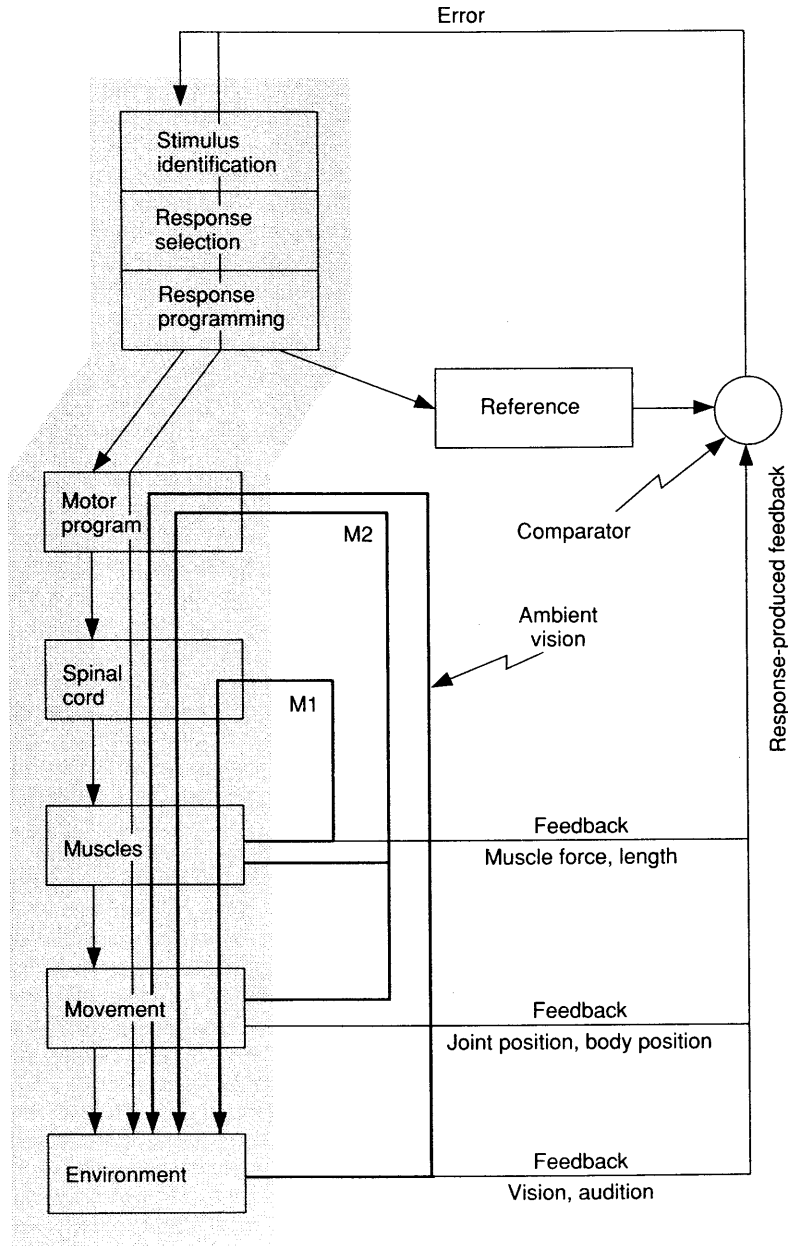 Error
Stimulus
identification
Response
selection
Response
programming
Reference
Motor
program
M2
Comparator
Response-produced feedback
Ambient
vision
Spinal
cord
M1
Muscles
Feedback
Muscle force, length
Movement
Feedback
Joint position, body position
Environment
Feedback
Vision, audition